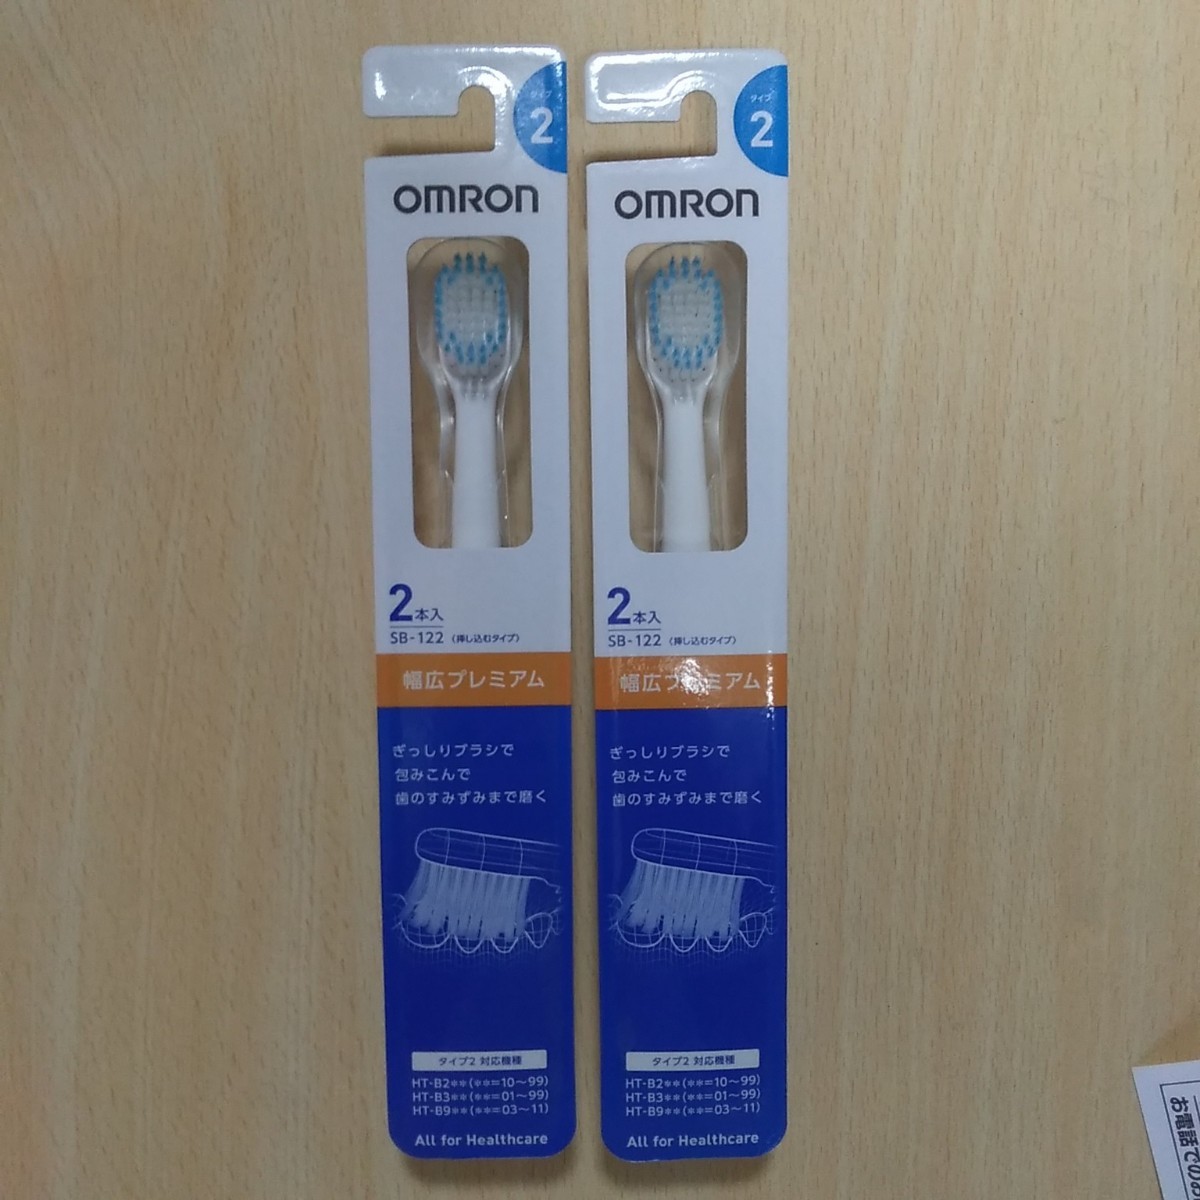 タイプ
2
OMRON
2本入
SB-122 (押し込むタイプ)
幅広プレミアム
ぎっしりブラシで
包みこんで
歯のすみずみまで磨く
タイプ2 対応機種
HT-B2**(**=10~99)
HT-B3**(**=01~99)
HT-B9**(**=03~11)
All for Healthcare
タイプ
2
OMRON
2本入
SB-122 (押し込むタイプ)
幅広プレミアム
ぎっしりブラシで
包みこんで
歯のすみずみまで磨く
タイプ2 対応機種
HT-B2**(**=10~99)
HT-B3**(**=01~99)
HT-B9**(**=03~11)
All for Healthcare
お電話での